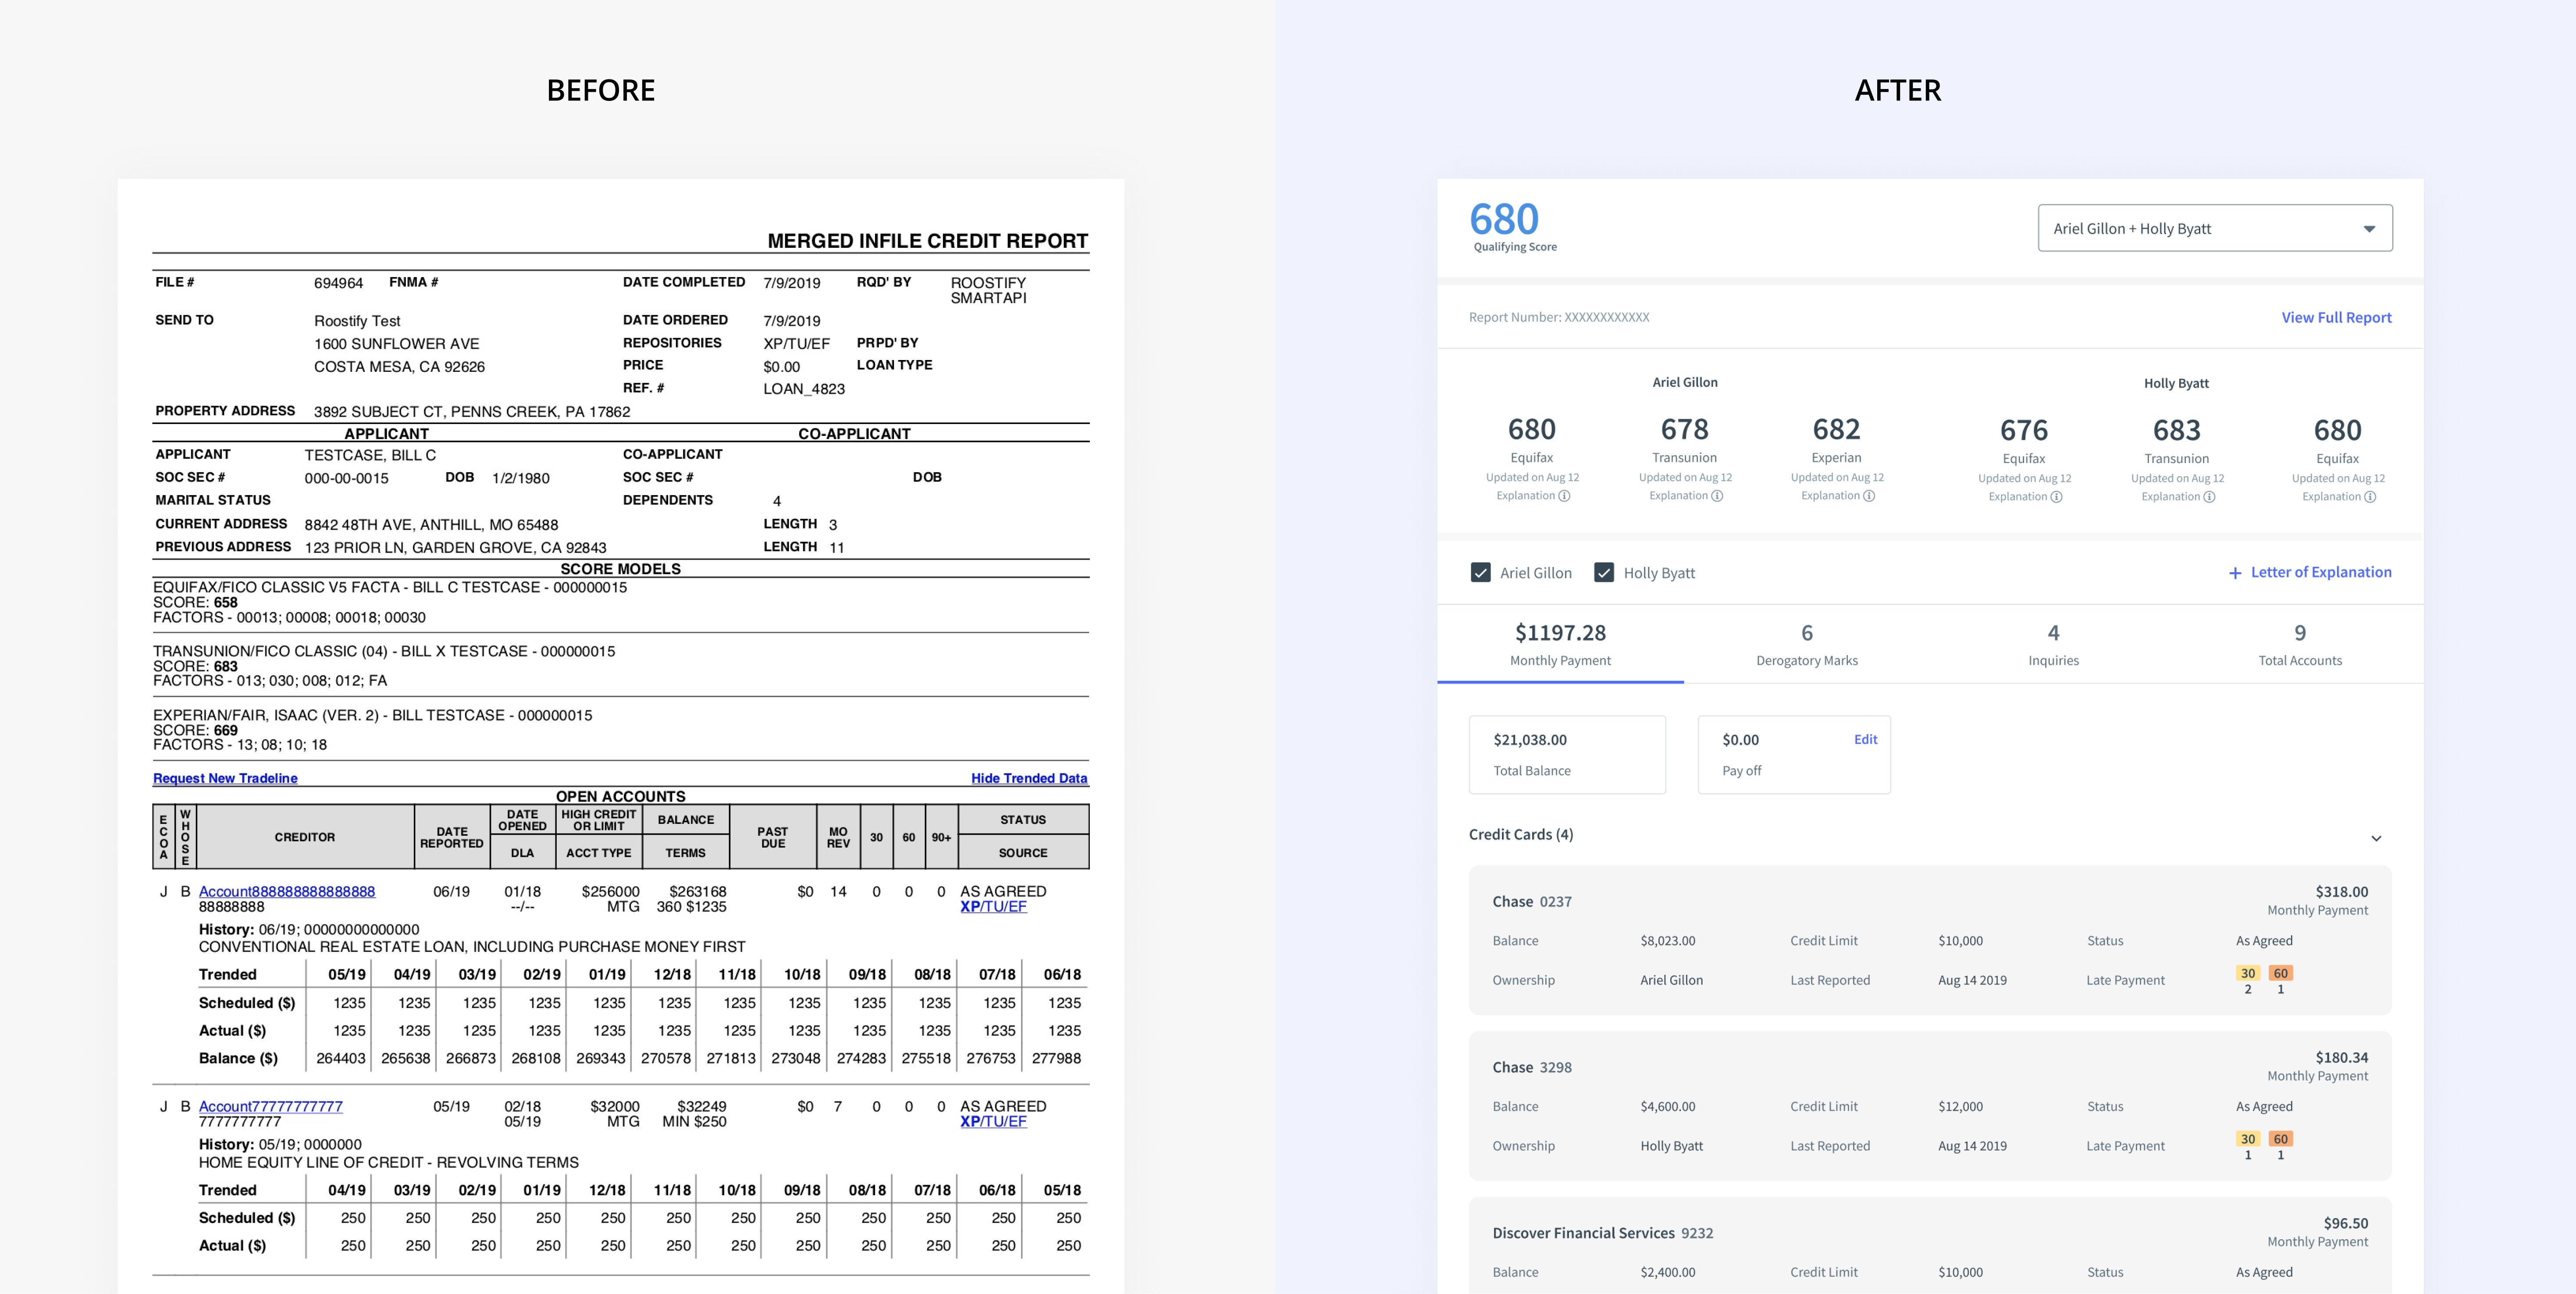 BEFORE
MERGED INFILE CREDIT REPORT
FILE # 694964 FNMA # DATE COMPLETED 7/9/2019 RQD' BY ROOSTIFY
SMARTAPI
SEND TO Roostify Test DATE ORDERED 7/9/2019
1600 SUNFLOWER AVE REPOSITORIES XP/TU/EF PRPD' BY
COSTA MESA, CA 92626 PRICE $0.00 LOAN TYPE
REF. # LOAN_4823
PROPERTY ADDRESS 3892 SUBJECT CT, PENNS CREEK, PA 17862
APPLICANT CO-APPLICANT
APPLICANT TESTCASE, BILL C CO-APPLICANT
SOC SEC # 000-00-0015 DOB 1/2/1980 SOC SEC # DOB
MARITAL STATUS DEPENDENTS 4
CURRENT ADDRESS 8842 48TH AVE, ANTHILL, MO 65488 LENGTH 3
PREVIOUS ADDRESS 123 PRIOR LN, GARDEN GROVE, CA 92843 LENGTH 11
SCORE MODELS
EQUIFAX/FICO CLASSIC V5 FACTA - BILL C TESTCASE - 000000015
SCORE: 658
FACTORS - 00013; 00008; 00018; 00030
TRANSUNION/FICO CLASSIC (04) - BILL X TESTCASE - 000000015
SCORE: 683
FACTORS - 013; 030; 008; 012; FA
EXPERIAN/FAIR, ISAAC (VER. 2) - BILL TESTCASE - 000000015
SCORE: 669
FACTORS - 13; 08; 10; 18
Request New Tradeline Hide Trended Data
OPEN ACCOUNTS
ECOA WHOSE CREDITOR DATE REPORTED DATE OPENED HIGH CREDIT OR LIMIT BALANCE PAST DUE MO REV 30 60 90+ STATUS
DLA ACCT TYPE TERMS SOURCE
J B Account888888888888888 06/19 01/18 $256000 $263168 $0 14 0 0 0 AS AGREED
88888888 --/-- MTG 360 $1235 XP/TU/EF
History: 06/19; 00000000000000
CONVENTIONAL REAL ESTATE LOAN, INCLUDING PURCHASE MONEY FIRST
Trended 05/19 04/19 03/19 02/19 01/19 12/18 11/18 10/18 09/18 08/18 07/18 06/18
Scheduled ($) 1235 1235 1235 1235 1235 1235 1235 1235 1235 1235 1235 1235
Actual ($) 1235 1235 1235 1235 1235 1235 1235 1235 1235 1235 1235 1235
Balance ($) 264403 265638 266873 268108 269343 270578 271813 273048 274283 275518 276753 277988
J B Account77777777777 05/19 02/18 $32000 $32249 $0 7 0 0 0 AS AGREED
7777777777 05/19 MTG MIN $250 XP/TU/EF
History: 05/19; 0000000
HOME EQUITY LINE OF CREDIT - REVOLVING TERMS
Trended 04/19 03/19 02/19 01/19 12/18 11/18 10/18 09/18 08/18 07/18 06/18 05/18
Scheduled ($) 250 250 250 250 250 250 250 250 250 250 250 250
Actual ($) 250 250 250 250 250 250 250 250 250 250 250 250
AFTER
680
Qualifying Score
Ariel Gillon + Holly Byatt
Report Number: XXXXXXXXXXXX View Full Report
Ariel Gillon Holly Byatt
680 678 682 676 683 680
Equifax Transunion Experian Equifax Transunion Equifax
Updated on Aug 12 Updated on Aug 12 Updated on Aug 12 Updated on Aug 12 Updated on Aug 12 Updated on Aug 12
Explanation Explanation Explanation Explanation Explanation Explanation
Ariel Gillon Holly Byatt + Letter of Explanation
$1197.28 6 4 9
Monthly Payment Derogatory Marks Inquiries Total Accounts
$21,038.00 $0.00 Edit
Total Balance Pay off
Credit Cards (4)
Chase 0237 $318.00
Monthly Payment
Balance $8,023.00 Credit Limit $10,000 Status As Agreed
Ownership Ariel Gillon Last Reported Aug 14 2019 Late Payment 30 60
2 1
Chase 3298 $180.34
Monthly Payment
Balance $4,600.00 Credit Limit $12,000 Status As Agreed
Ownership Holly Byatt Last Reported Aug 14 2019 Late Payment 30 60
1 1
Discover Financial Services 9232 $96.50
Monthly Payment
Balance $2,400.00 Credit Limit $10,000 Status As Agreed